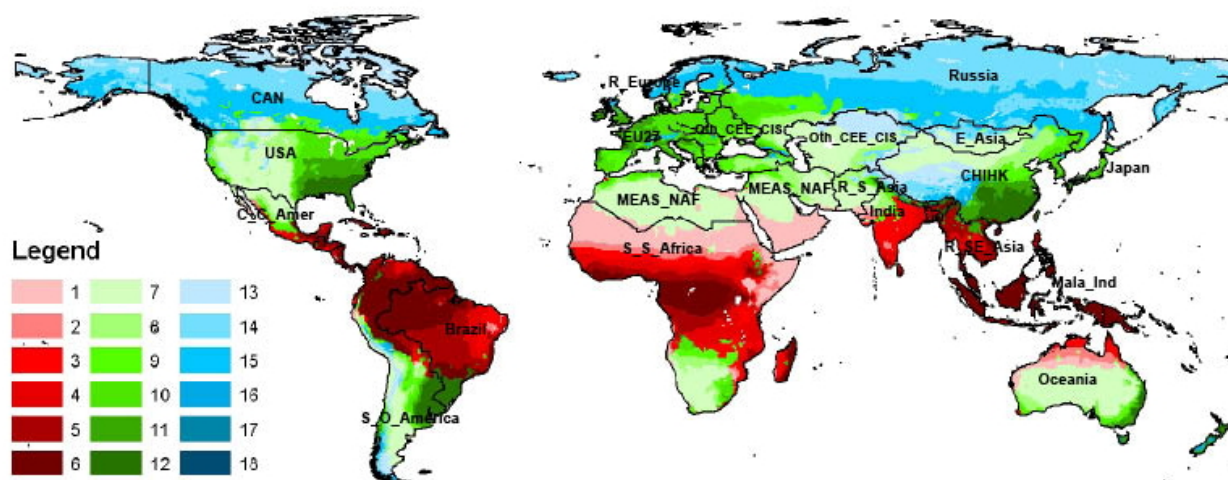 R_Europe
Russia
CAN
EU27
Oth_CEE_CIS
Oth_CEE_CIS
E_Asia
USA
CHIHK
Japan
MEAS_NAF
MEAS_NAF
R_S_Asia
C_C_Amer
India
S_S_Africa
R_SE_Asia
Mala_Ind
Brazil
Oceania
S_O_America
Legend
1 7 13
2 8 14
3 9 15
4 10 16
5 11 17
6 12 18